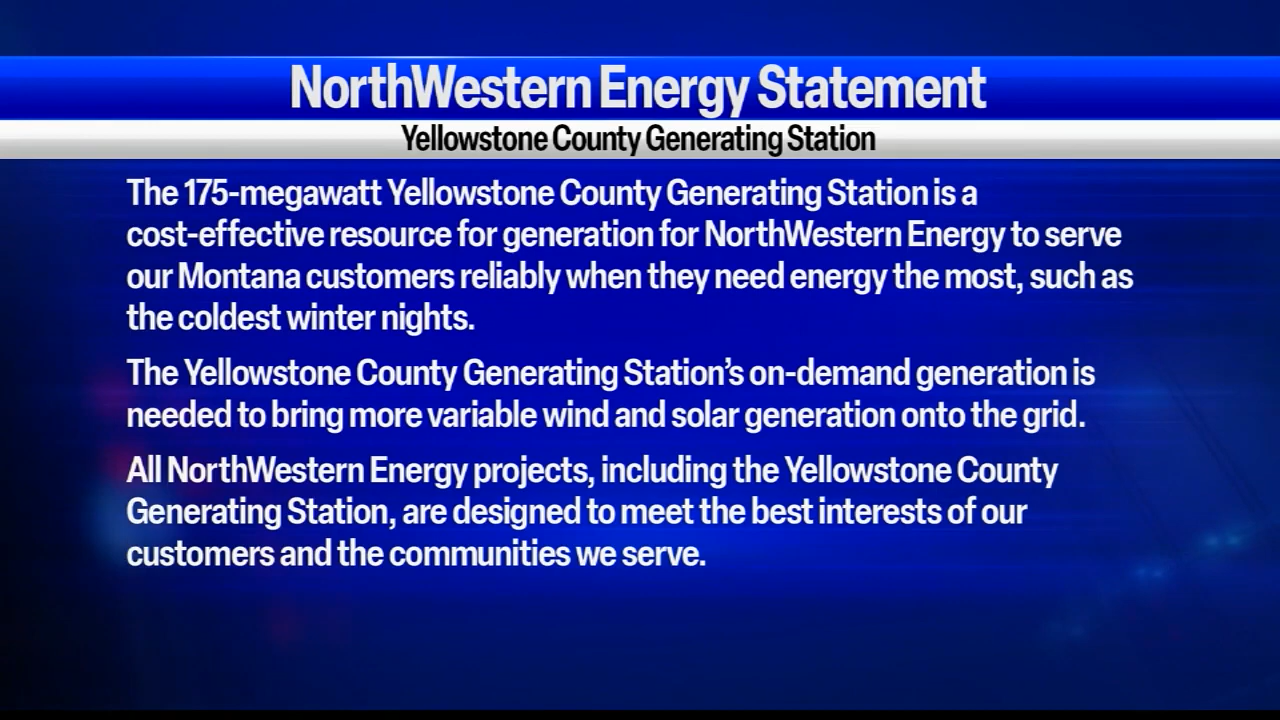 NorthWestern Energy Statement
Yellowstone County Generating Station
The 175-megawatt Yellowstone County Generating Station is a
cost-effective resource for generation for NorthWestern Energy to serve
our Montana customers reliably when they need energy the most, such as
the coldest winter nights.
The Yellowstone County Generating Station’s on-demand generation is
needed to bring more variable wind and solar generation onto the grid.
All NorthWestern Energy projects, including the Yellowstone County
Generating Station, are designed to meet the best interests of our
customers and the communities we serve.